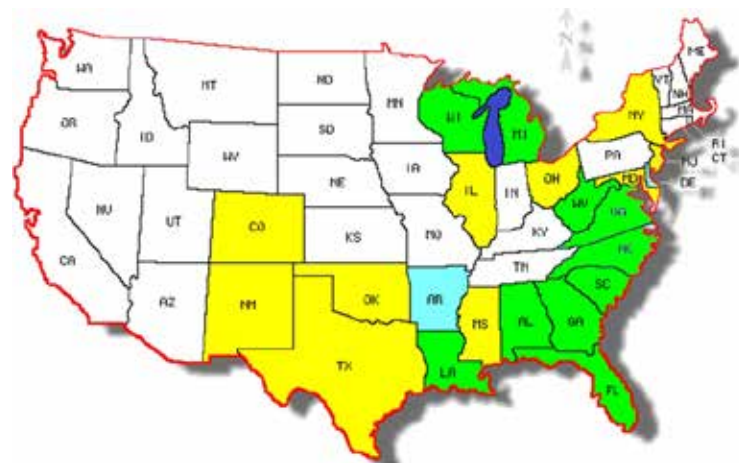 N
N
ME
WA
MT
ND
VT
NH
MN
OR
ID
SD
WI
MI
NY
MA
WY
RI
CT
IA
PA
NJ
NV
NE
IL
IN
OH
MD
DE
UT
CO
WV
VA
CA
KS
MO
KY
NC
TN
AZ
NM
OK
AR
SC
MS
AL
GA
TX
LA
FL